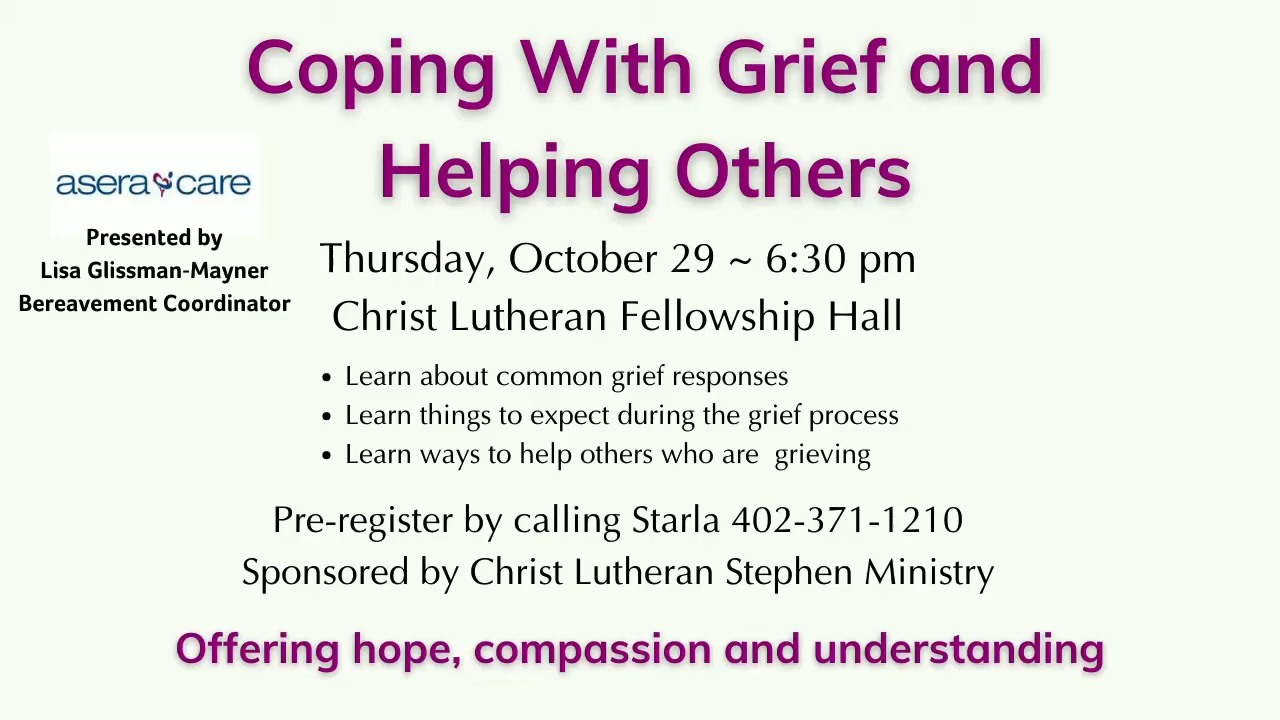 Coping With Grief and
Helping Others
asera care
Presented by
Lisa Glissman-Mayner
Bereavement Coordinator
Thursday, October 29 ~ 6:30 pm
Christ Lutheran Fellowship Hall
• Learn about common grief responses
• Learn things to expect during the grief process
• Learn ways to help others who are  grieving
Pre-register by calling Starla 402-371-1210
Sponsored by Christ Lutheran Stephen Ministry
Offering hope, compassion and understanding